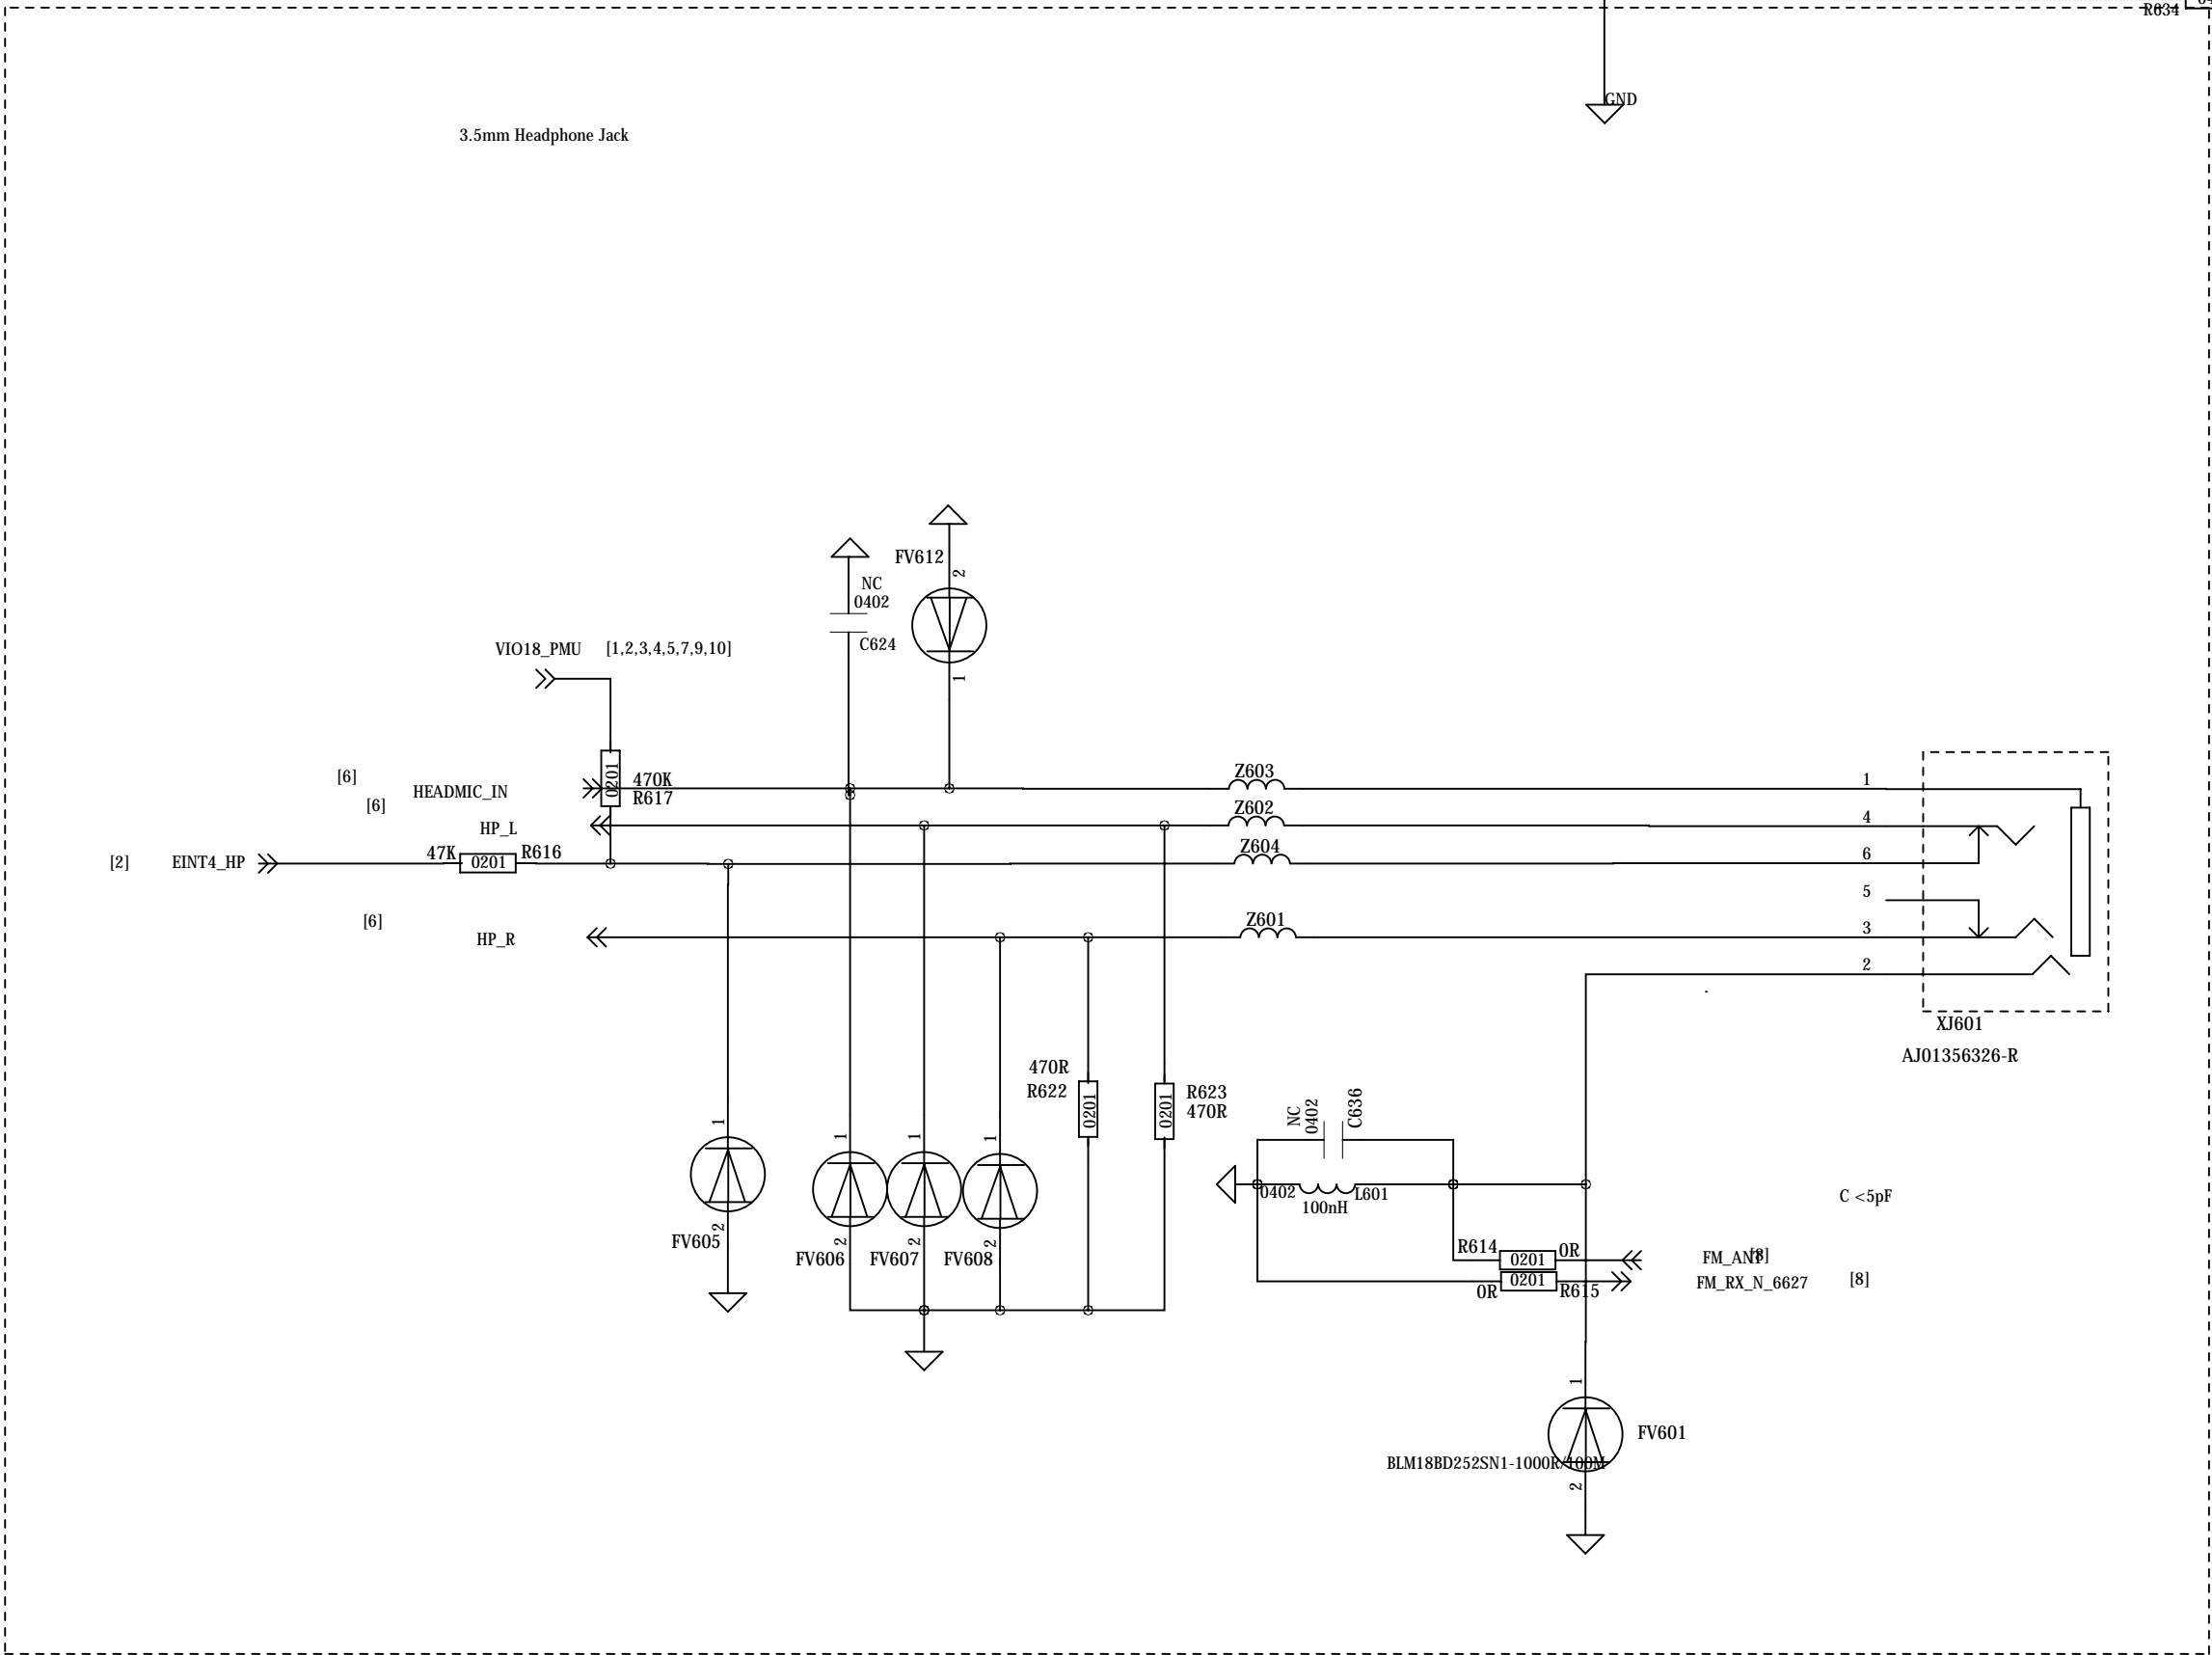 R634
GND
3.5mm Headphone Jack
FV612
2
NC
0402
C624
1
VIO18_PMU [1,2,3,4,5,7,9,10]
0201
470K
R617
[6]
HEADMIC_IN
[6]
HP_L
[2] EINT4_HP
47K 0201 R616
[6]
HP_R
Z603
Z602
Z604
Z601
1
4
6
5
3
2
XJ601
AJ01356326-R
470R
R622
0201
0201
R623
470R
NC
0402
C636
1
1
1
1
2
2
2
2
FV605
FV606
FV607
FV608
0402
L601
100nH
C <5pF
R614 0201 0R
FM_ANT [8]
0R 0201 R615
FM_RX_N_6627 [8]
1
FV601
BLM18BD252SN1-1000R/100M
2